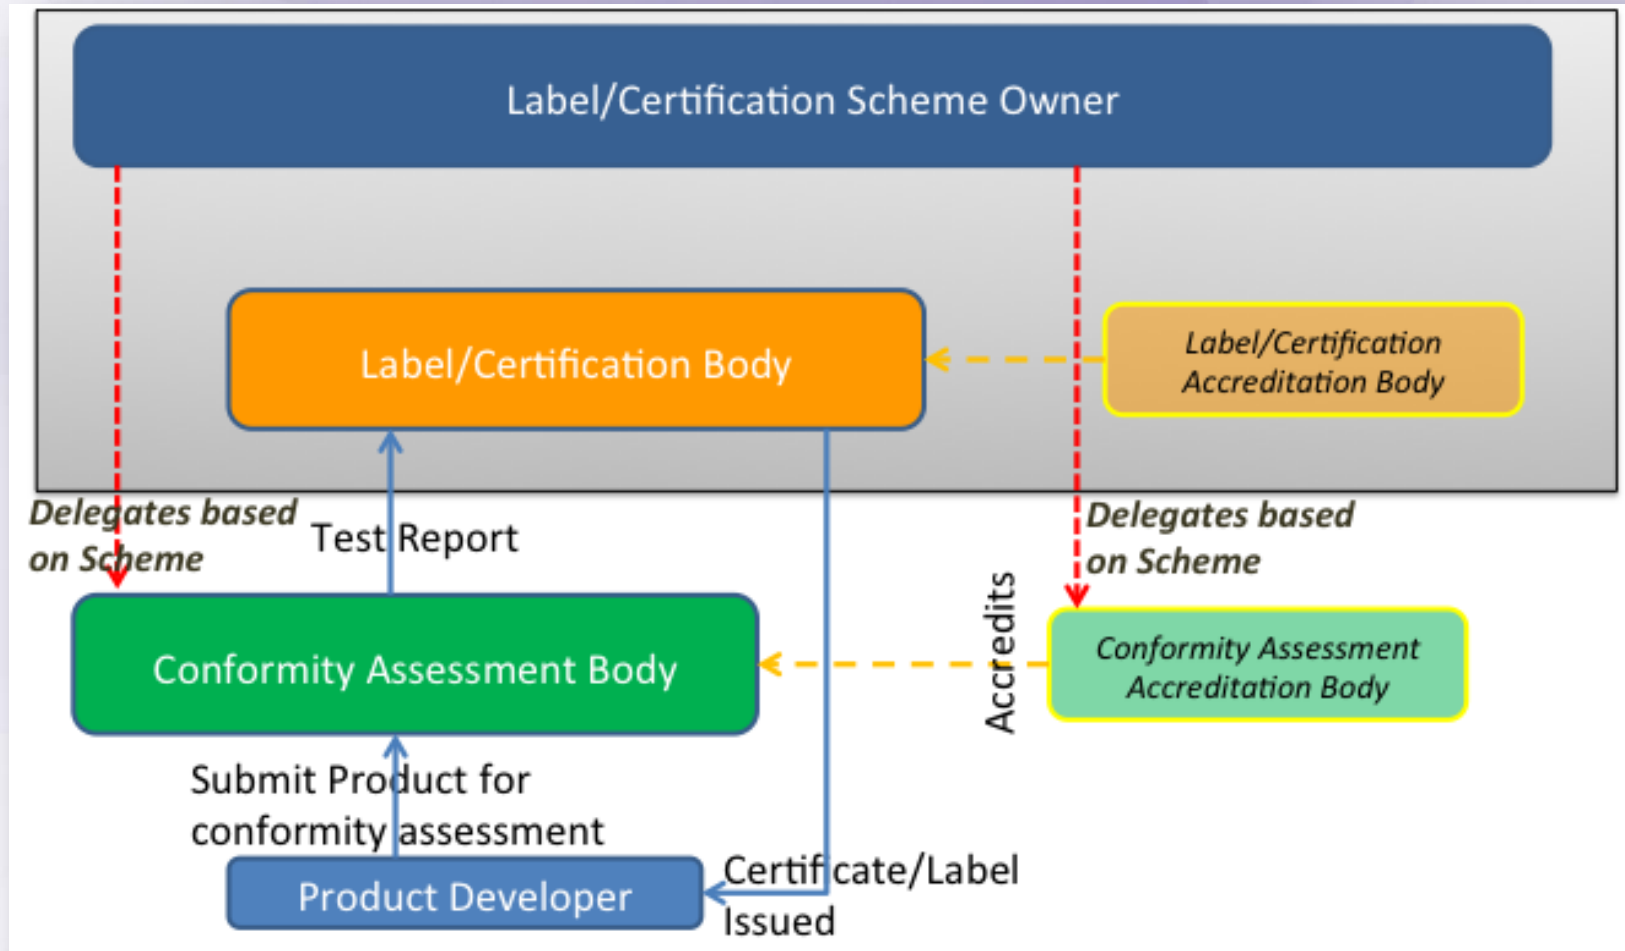 Label/Certification Scheme Owner
Label/Certification Body
Label/Certification
Accreditation Body
Delegates based
on Scheme
Test Report
Delegates based
on Scheme
Accredits
Conformity Assessment Body
Conformity Assessment
Accreditation Body
Submit Product for
conformity assessment
Product Developer
Certificate/Label
Issued